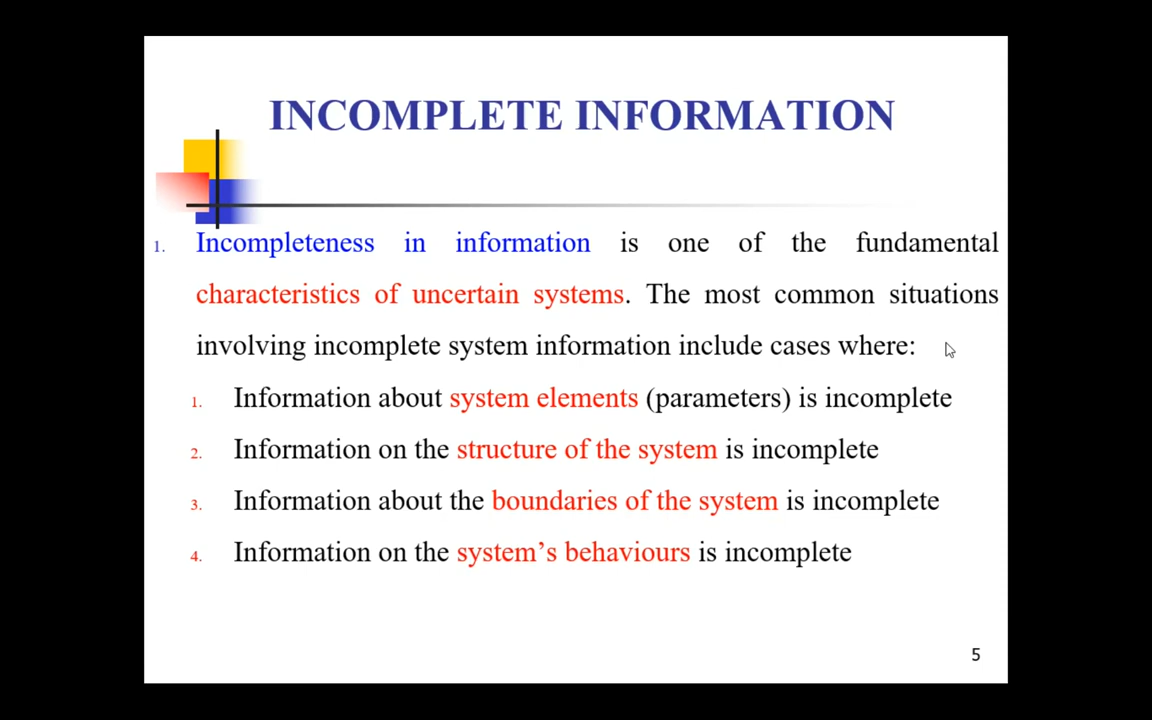 INCOMPLETE INFORMATION
1. Incompleteness in information is one of the fundamental
characteristics of uncertain systems. The most common situations
involving incomplete system information include cases where:
1. Information about system elements (parameters) is incomplete
2. Information on the structure of the system is incomplete
3. Information about the boundaries of the system is incomplete
4. Information on the system’s behaviours is incomplete
5